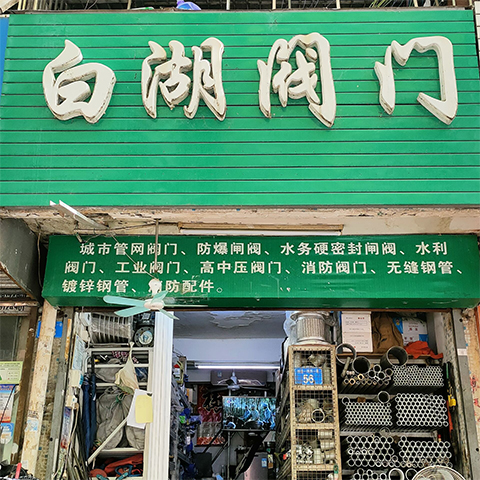 白湖阀门
城市管网阀门、防爆闸阀、水务硬密封闸阀、水利
阀门、工业阀门、高中压阀门、消防阀门、无缝钢管、
镀锌钢管、消防配件。
56